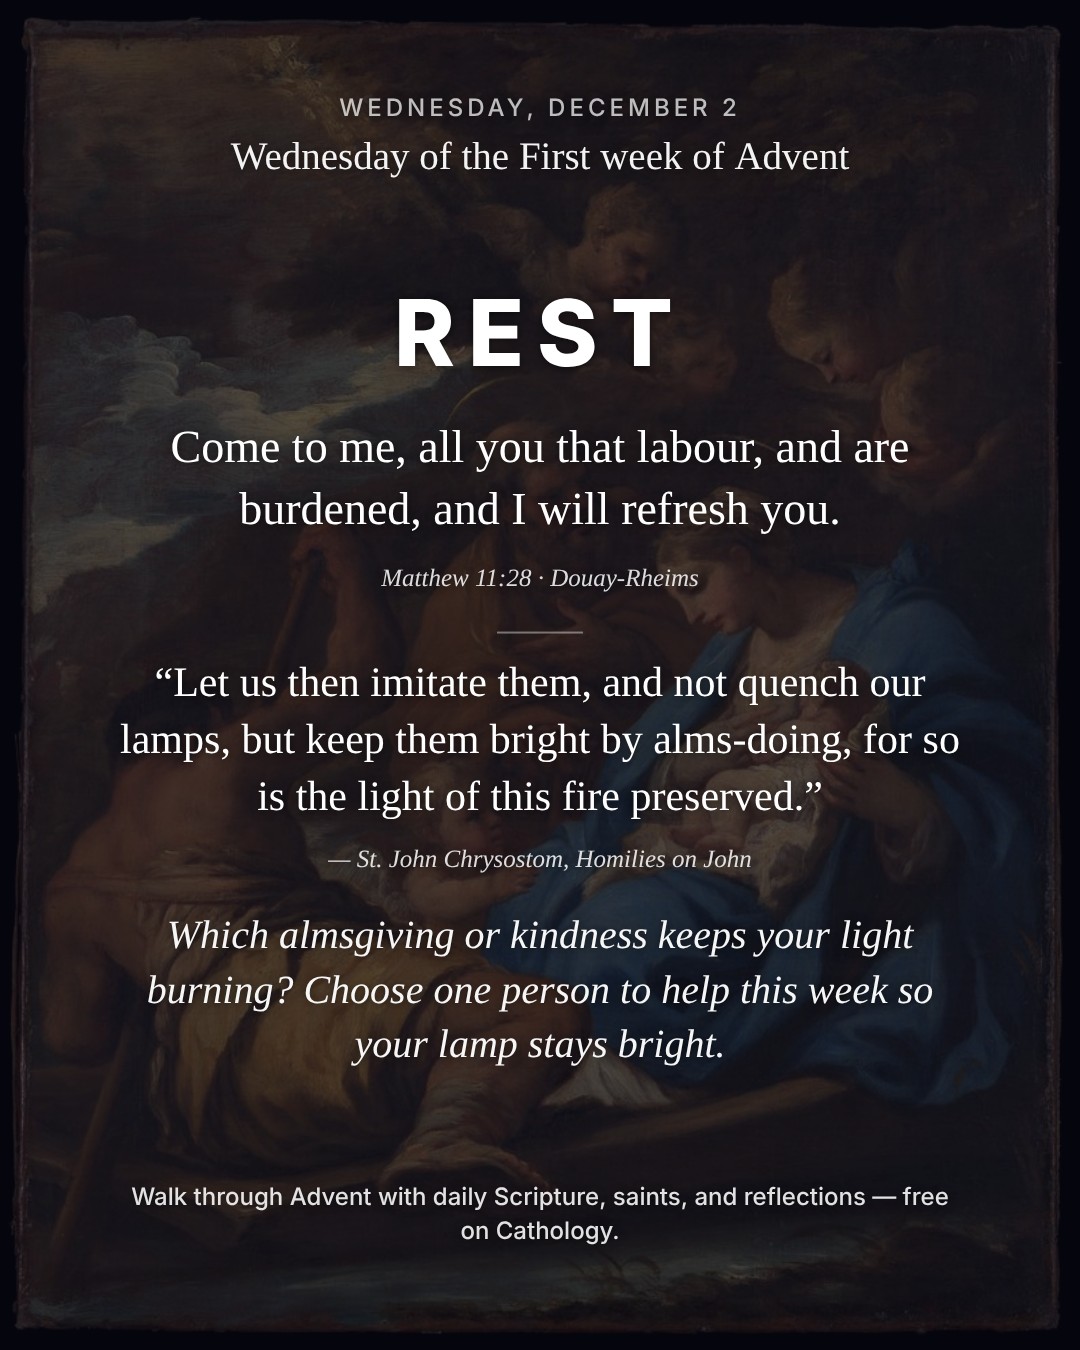 WEDNESDAY, DECEMBER 2
Wednesday of the First week of Advent
REST
Come to me, all you that labour, and are
burdened, and I will refresh you.
Matthew 11:28 · Douay-Rheims
“Let us then imitate them, and not quench our
lamps, but keep them bright by alms-doing, for so
is the light of this fire preserved.”
— St. John Chrysostom, Homilies on John
Which almsgiving or kindness keeps your light
burning? Choose one person to help this week so
your lamp stays bright.
Walk through Advent with daily Scripture, saints, and reflections — free
on Cathology.